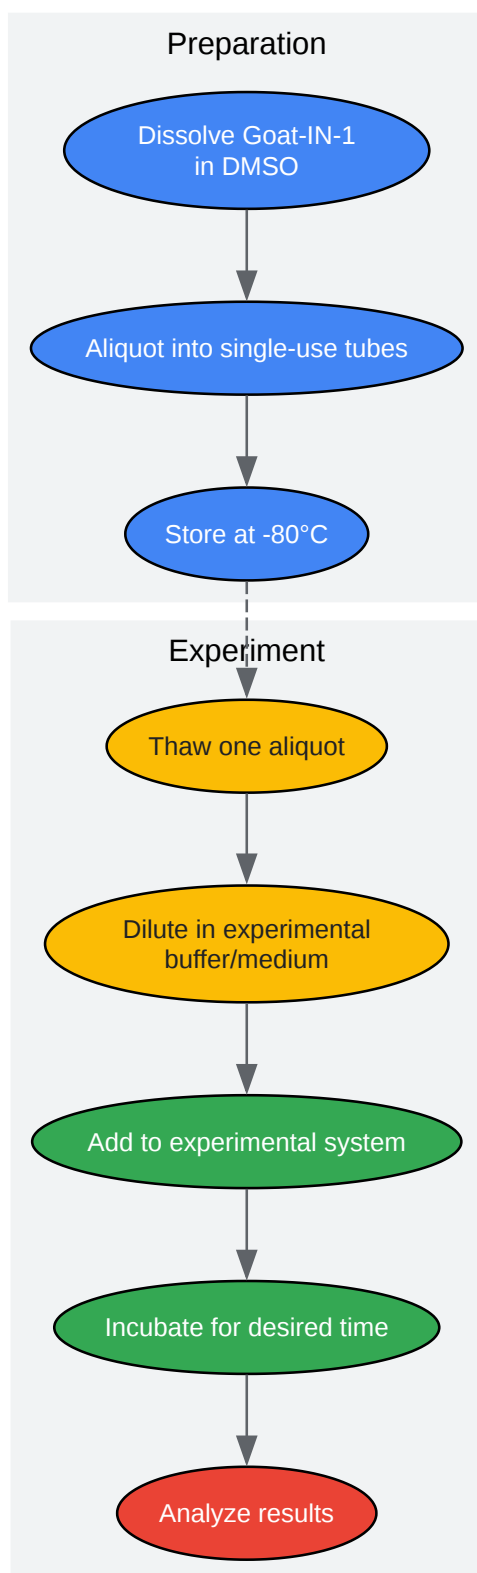 Preparation
Dissolve Goat-IN-1
in DMSO
Aliquot into single-use tubes
Store at -80°C
Experiment
Thaw one aliquot
Dilute in experimental
buffer/medium
Add to experimental system
Incubate for desired time
Analyze results